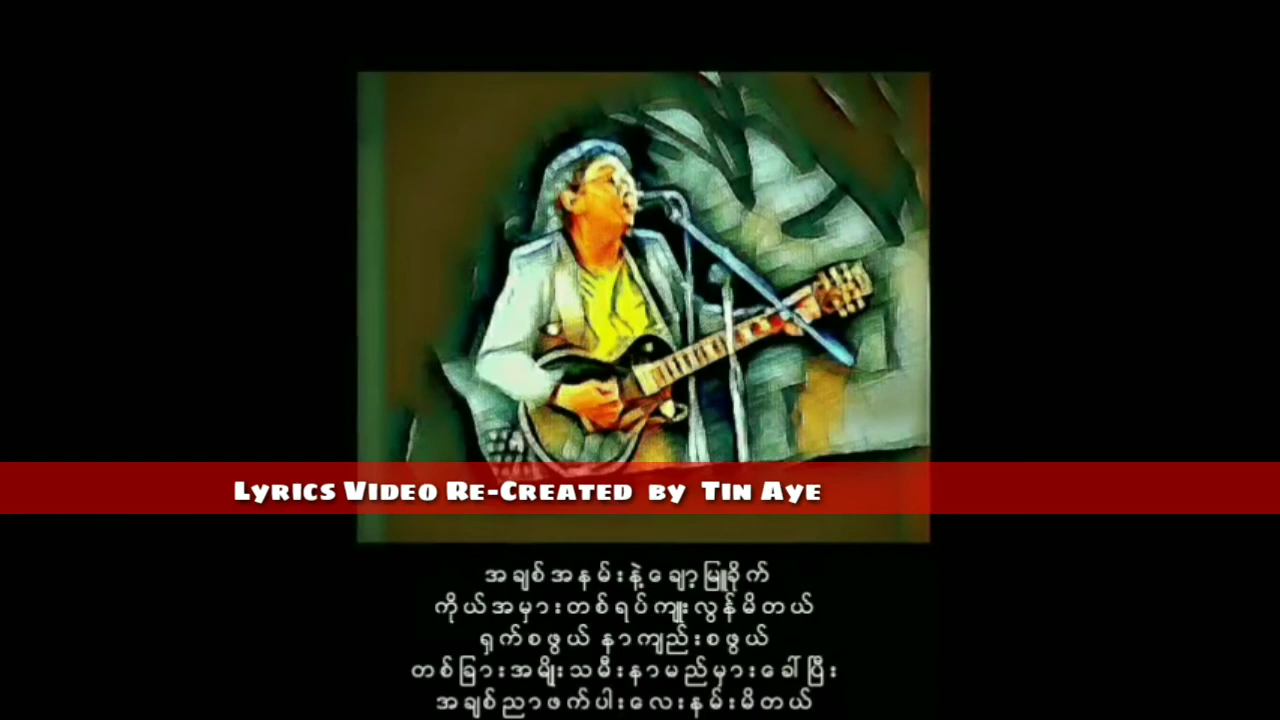 Lyrics Video Re-Created by Tin Aye
အချစ်အနမ်းနဲ့ချော့မြူခိုက်
ကိုယ်အမှားတစ်ရပ်ကျူးလွန်မိတယ်
ရှက်စဖွယ် နာကျည်းစဖွယ်
တစ်ခြားအမျိုးသမီးနာမည်မှားခေါ်ပြီး
အချစ်ညာဖက်ပါးလေးနမ်းမိတယ်